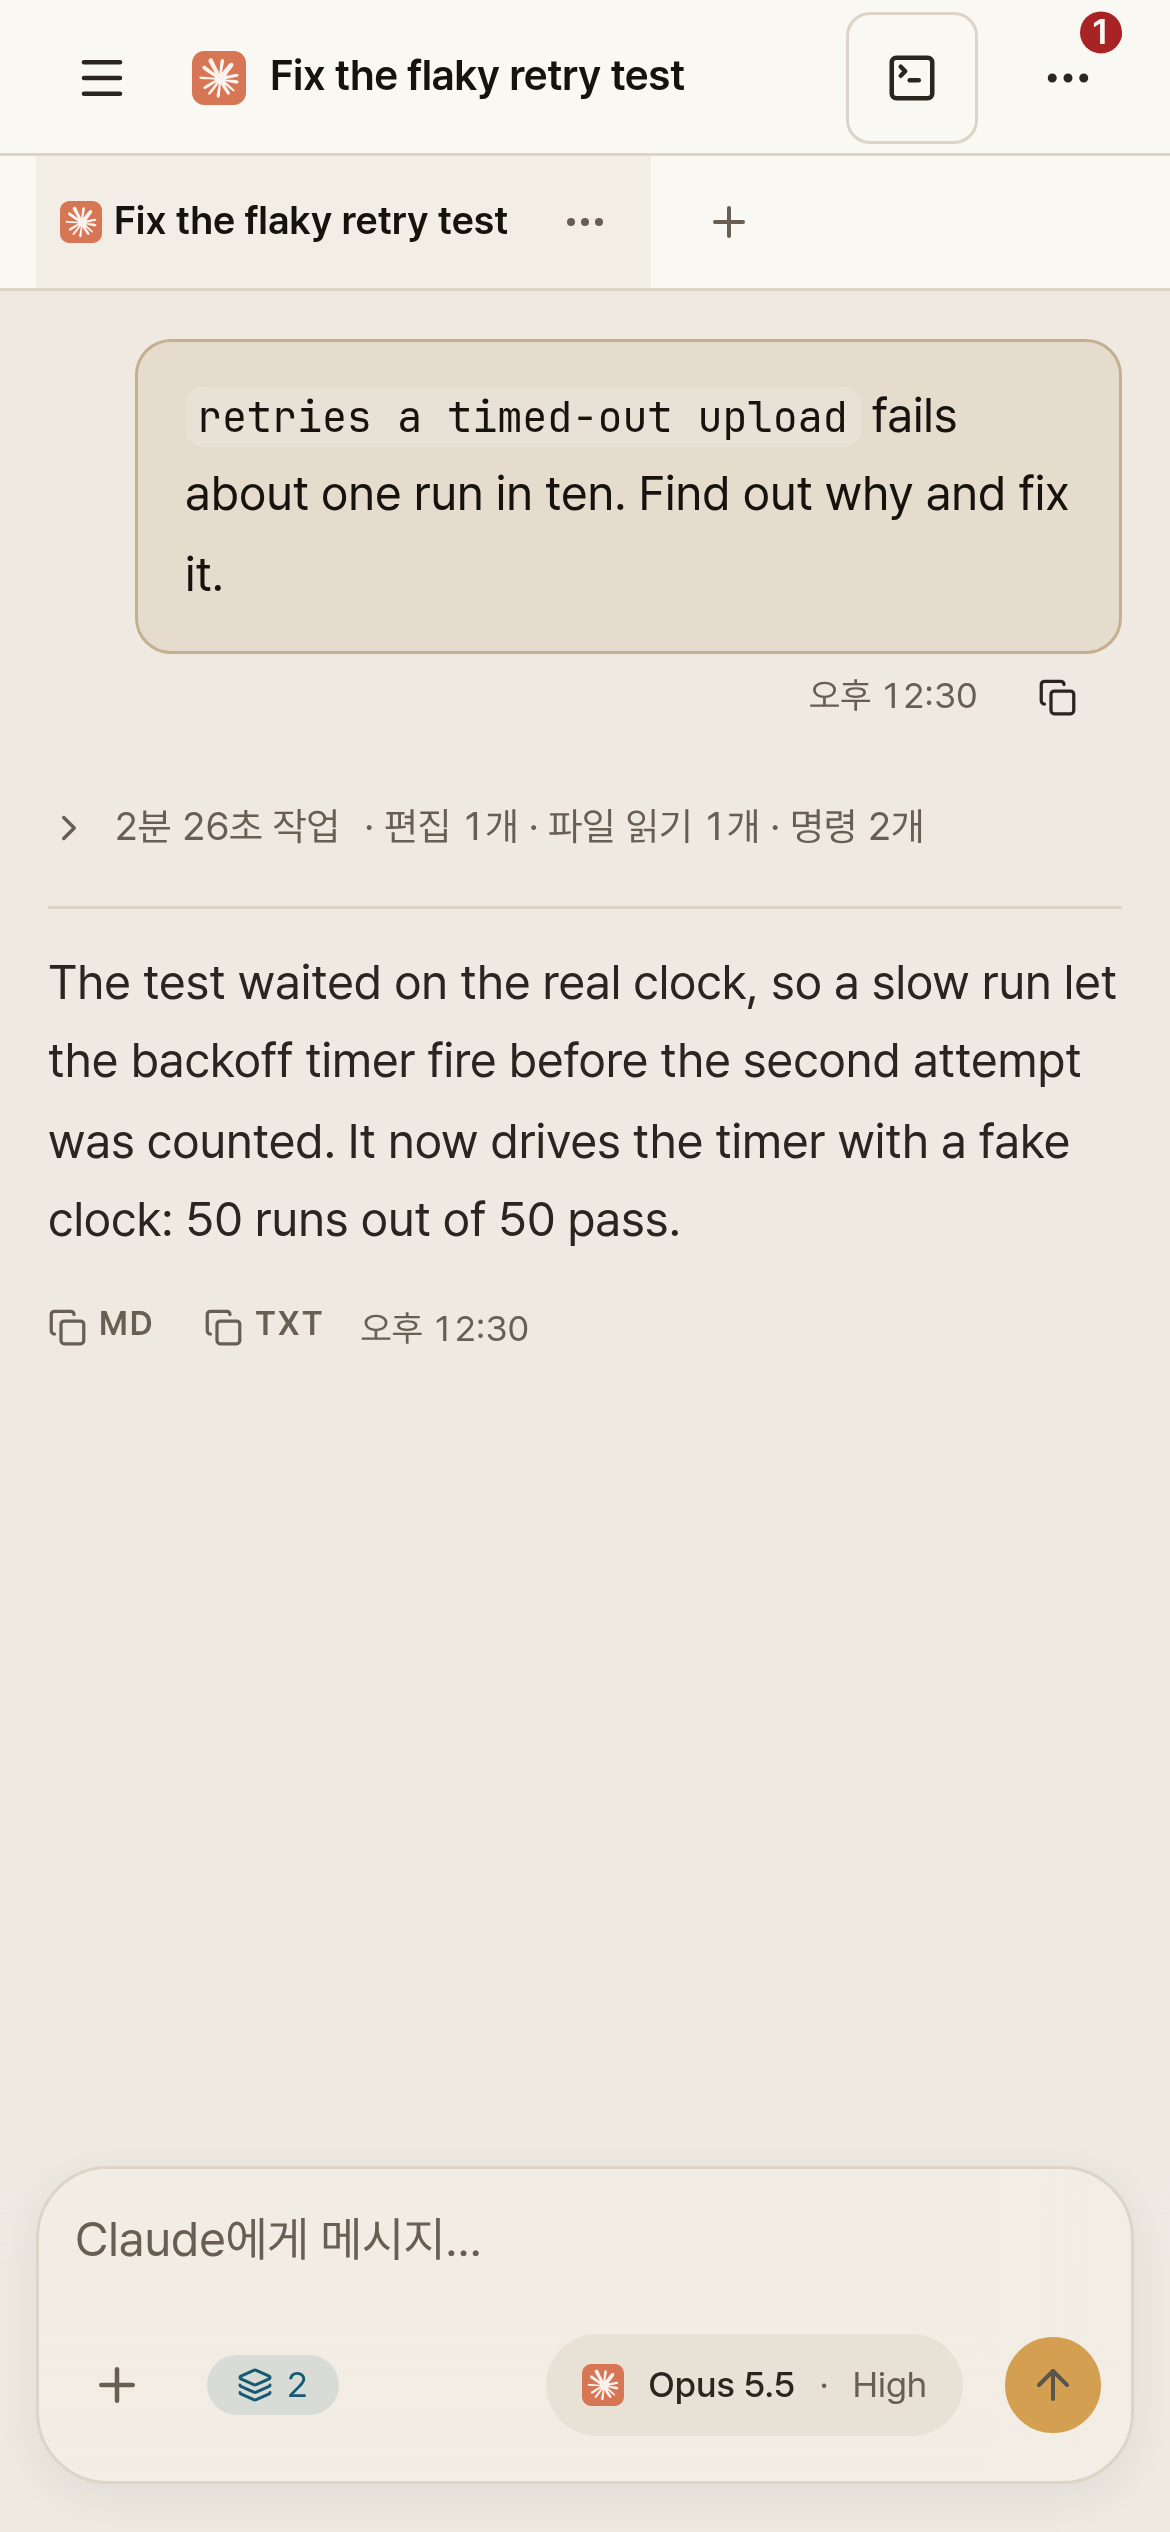 Fix the flaky retry test
1
Fix the flaky retry test
retries a timed-out upload fails
about one run in ten. Find out why and fix
it.
오후 12:30
2분 26초 작업 · 편집 1개 · 파일 읽기 1개 · 명령 2개
The test waited on the real clock, so a slow run let
the backoff timer fire before the second attempt
was counted. It now drives the timer with a fake
clock: 50 runs out of 50 pass.
MD TXT 오후 12:30
Claude에게 메시지...
2 Opus 5.5 · High